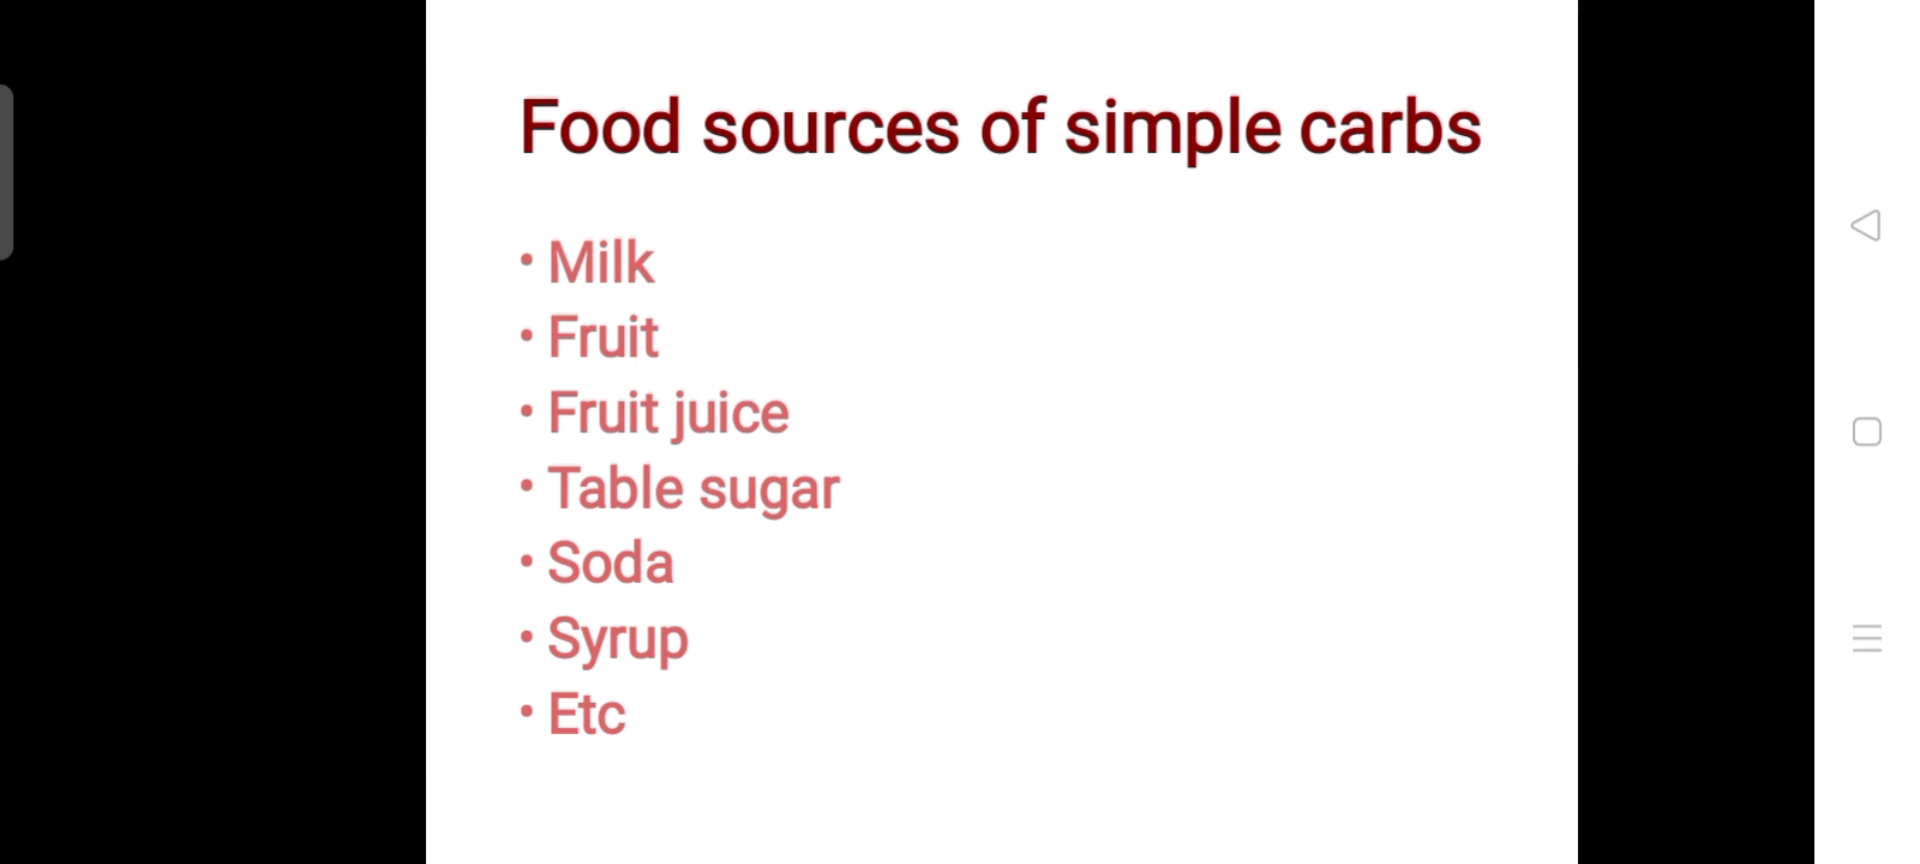 Food sources of simple carbs
• Milk
• Fruit
• Fruit juice
• Table sugar
• Soda
• Syrup
• Etc